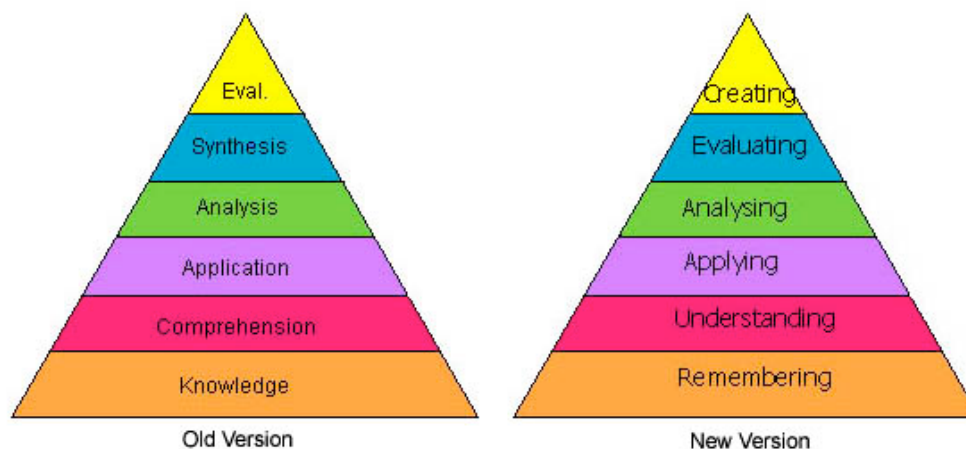 Eval.
Synthesis
Analysis
Application
Comprehension
Knowledge
Old Version
Creating
Evaluating
Analysing
Applying
Understanding
Remembering
New Version